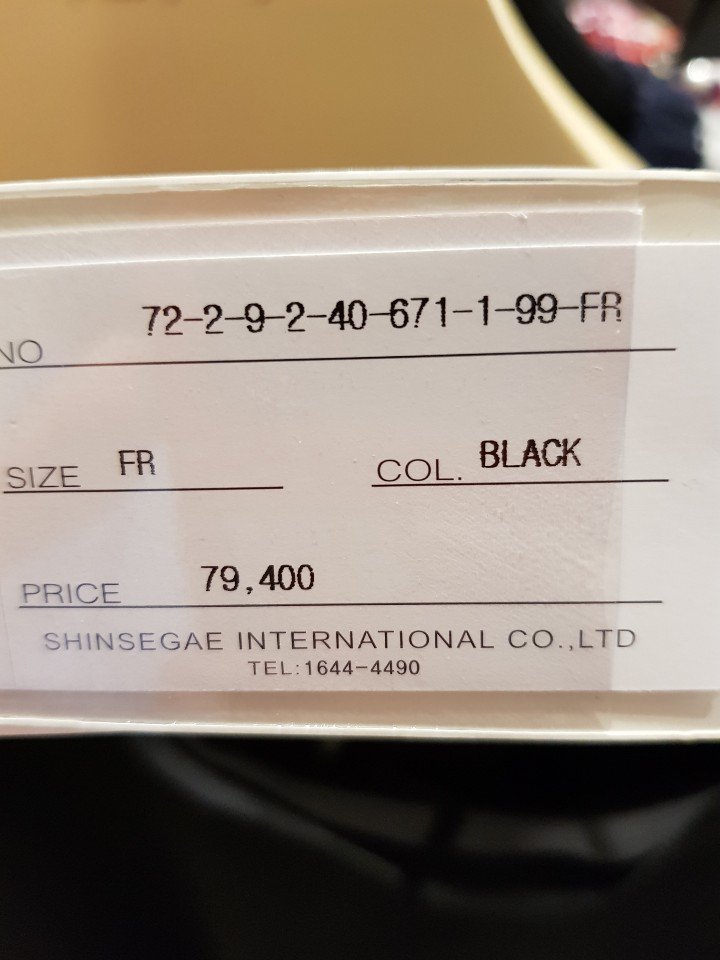 NO 72-2-9-2-40-671-1-99-FR
SIZE FR COL. BLACK
PRICE 79,400
SHINSEGAE INTERNATIONAL CO.,LTD
TEL:1644-4490